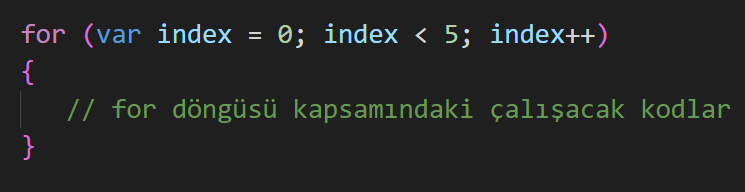 for (var index = 0; index < 5; index++)
{
// for döngüsü kapsamındaki çalışacak kodlar
}